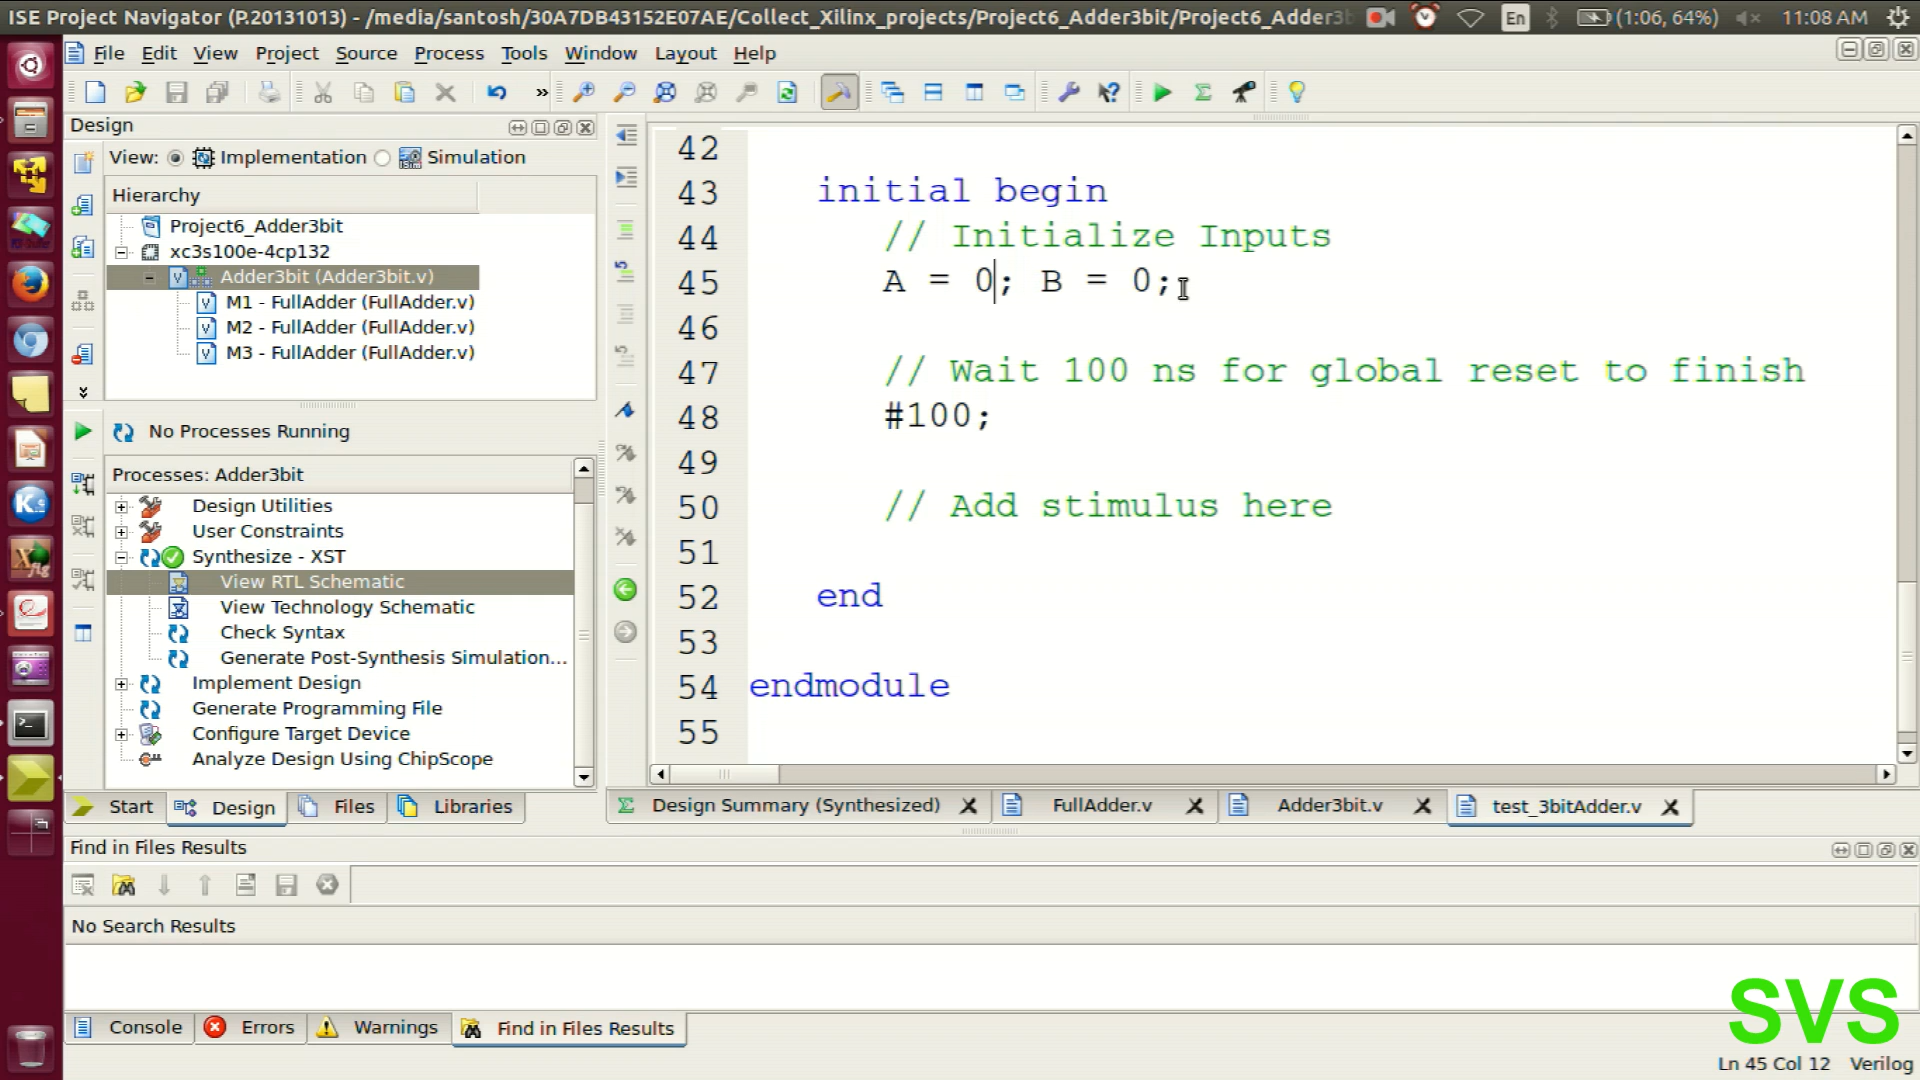 ISE Project Navigator (P.20131013) - /media/santosh/30A7DB43152E07AE/Collect_Xilinx_projects/Project6_Adder3bit/Project6_Adder3b
En
(1:06, 64%)
11:08 AM
File Edit View Project Source Process Tools Window Layout Help
»
Design
View: Implementation Simulation
Hierarchy
Project6_Adder3bit
xc3s100e-4cp132
Adder3bit (Adder3bit.v)
M1 - FullAdder (FullAdder.v)
M2 - FullAdder (FullAdder.v)
M3 - FullAdder (FullAdder.v)
No Processes Running
Processes: Adder3bit
Design Utilities
User Constraints
Synthesize - XST
View RTL Schematic
View Technology Schematic
Check Syntax
Generate Post-Synthesis Simulation...
Implement Design
Generate Programming File
Configure Target Device
Analyze Design Using ChipScope
Start Design Files Libraries
42
43 initial begin
44 // Initialize Inputs
45 A = 0; B = 0;
46
47 // Wait 100 ns for global reset to finish
48 #100;
49
50 // Add stimulus here
51
52 end
53
54 endmodule
55
Design Summary (Synthesized) FullAdder.v Adder3bit.v test_3bitAdder.v
Find in Files Results
No Search Results
Console Errors Warnings Find in Files Results
SVS
Ln 45 Col 12 Verilog